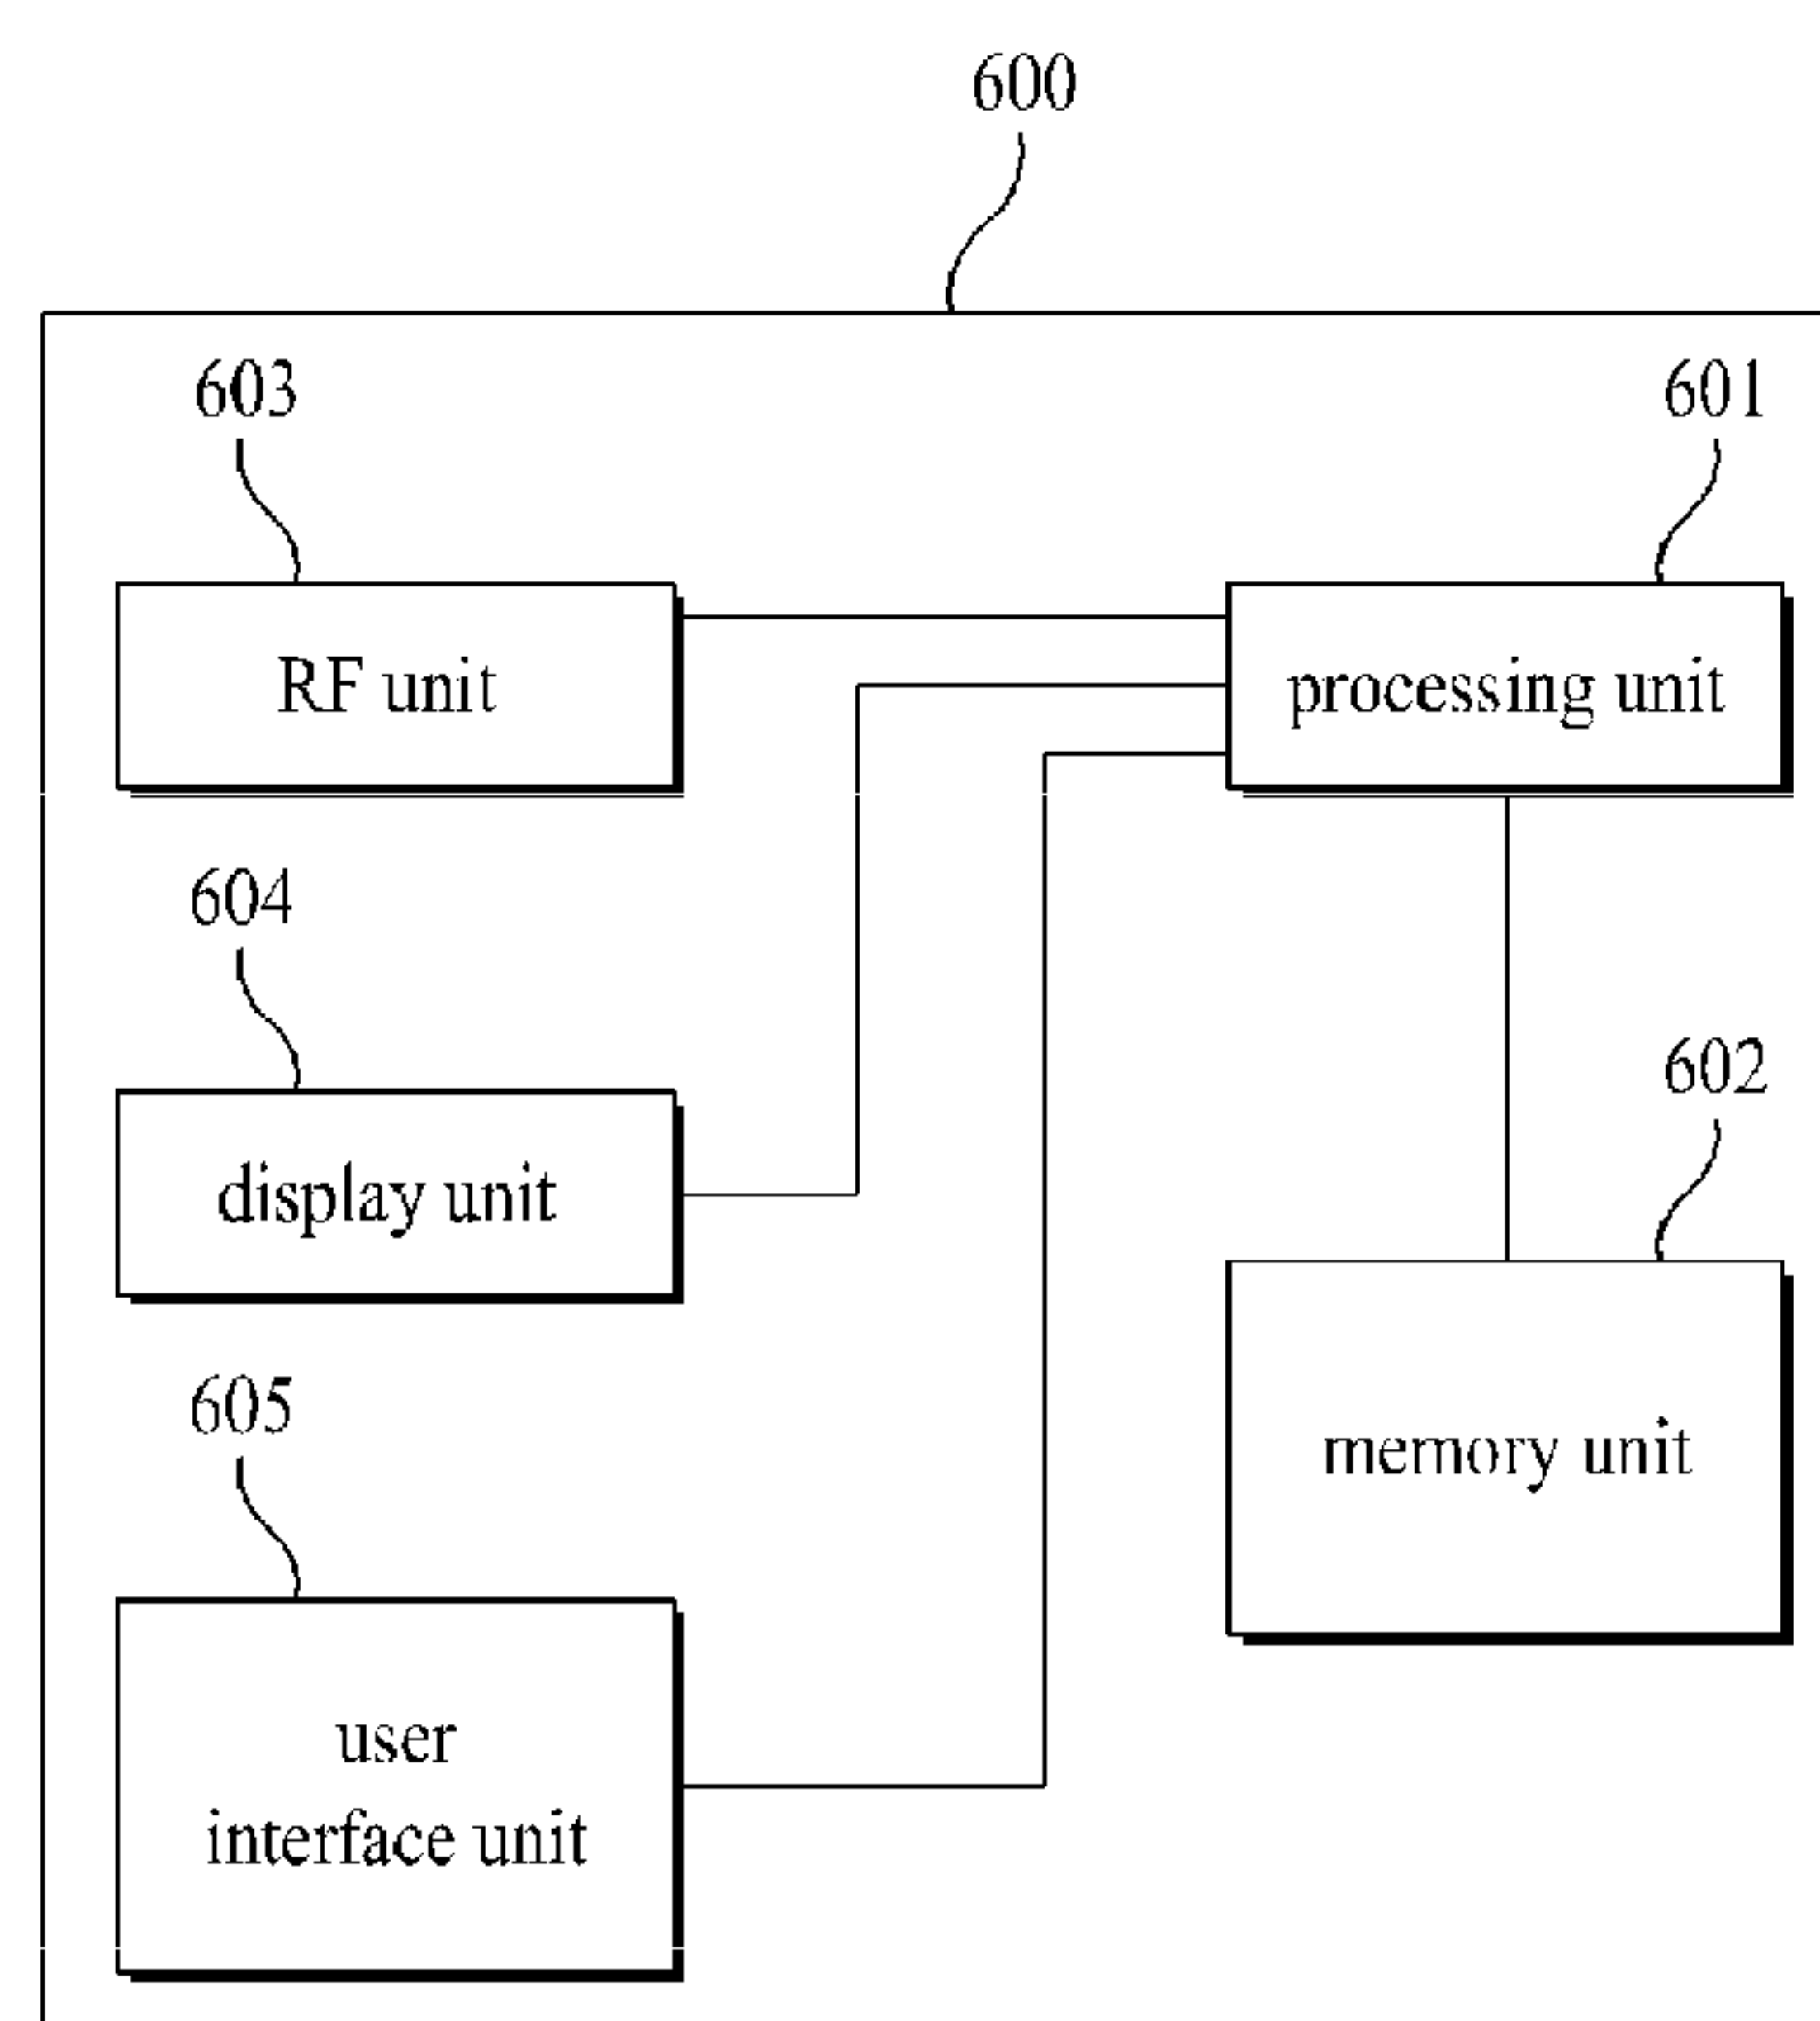 600
603
601
RF unit
processing unit
604
602
display unit
605
memory unit
user
interface unit